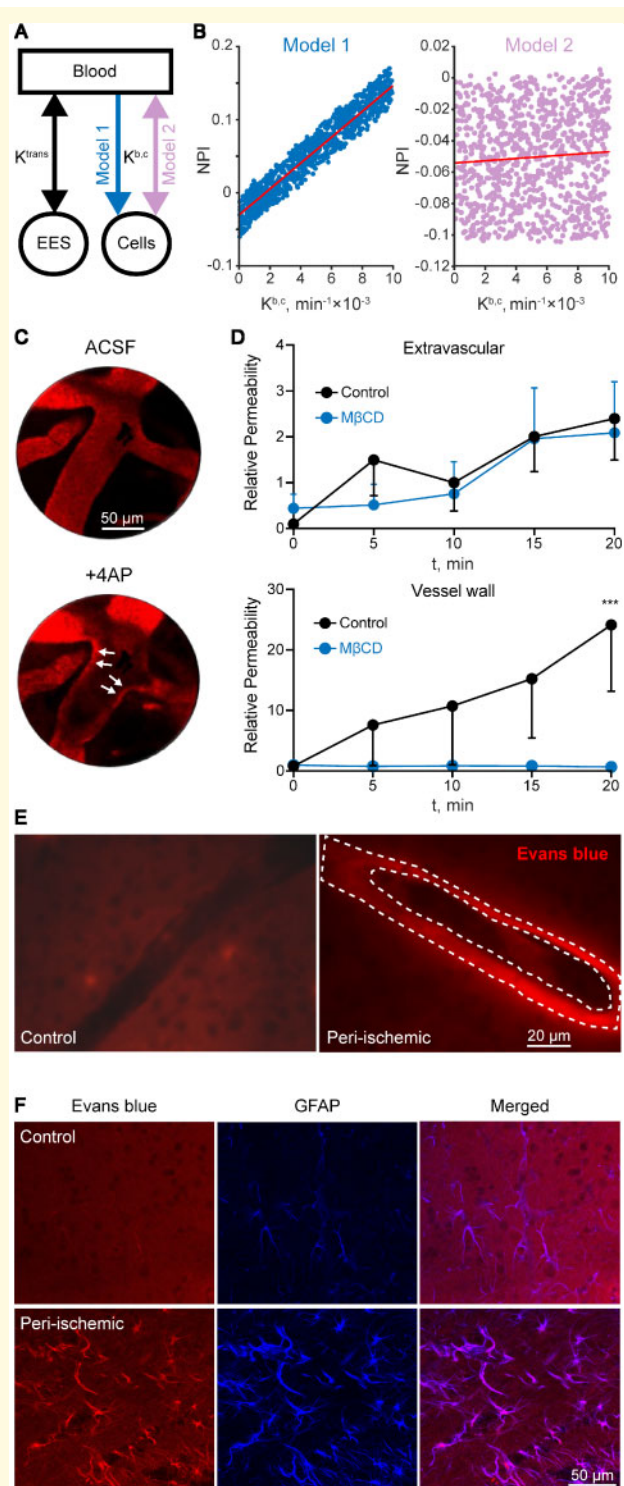 A
Blood
K^trans
Model 1
K^b,c
Model 2
EES
Cells
B
Model 1
Model 2
NPI
0.2
0.1
0
-0.1
0 2 4 6 8 10
K^b,c, min⁻¹×10⁻³
NPI
0.02
0
-0.02
-0.04
-0.06
-0.08
-0.1
-0.12
0 2 4 6 8 10
K^b,c, min⁻¹×10⁻³
C
ACSF
50 µm
+4AP
D
Extravascular
Relative Permeability
4
3
2
1
0
Control
MβCD
0 5 10 15 20
t, min
Vessel wall
Relative Permeability
30
20
10
0
Control
MβCD
***
0 5 10 15 20
t, min
E
Control
Evans blue
Peri-ischemic
20 µm
F
Evans blue GFAP Merged
Control
Peri-ischemic
50 µm